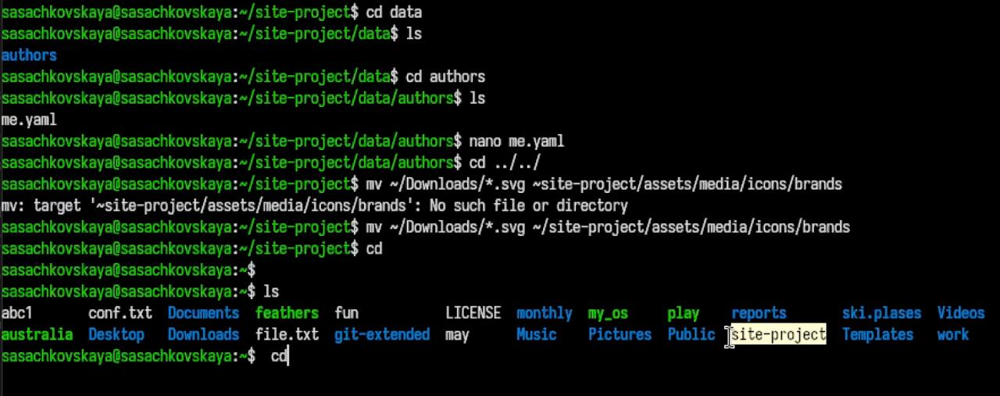 sasachkovskaya@sasachkovskaya:~/site-project$ cd data
sasachkovskaya@sasachkovskaya:~/site-project/data$ ls
authors
sasachkovskaya@sasachkovskaya:~/site-project/data$ cd authors
sasachkovskaya@sasachkovskaya:~/site-project/data/authors$ ls
me.yaml
sasachkovskaya@sasachkovskaya:~/site-project/data/authors$ nano me.yaml
sasachkovskaya@sasachkovskaya:~/site-project/data/authors$ cd ../../
sasachkovskaya@sasachkovskaya:~/site-project$ mv ~/Downloads/*.svg ~site-project/assets/media/icons/brands
mv: target '~site-project/assets/media/icons/brands': No such file or directory
sasachkovskaya@sasachkovskaya:~/site-project$ mv ~/Downloads/*.svg ~/site-project/assets/media/icons/brands
sasachkovskaya@sasachkovskaya:~/site-project$ cd
sasachkovskaya@sasachkovskaya:~$
sasachkovskaya@sasachkovskaya:~$ ls
abc1 conf.txt Documents feathers fun LICENSE monthly my_os play reports ski.plases Videos
australia Desktop Downloads file.txt git-extended may Music Pictures Public site-project Templates work
sasachkovskaya@sasachkovskaya:~$ cd